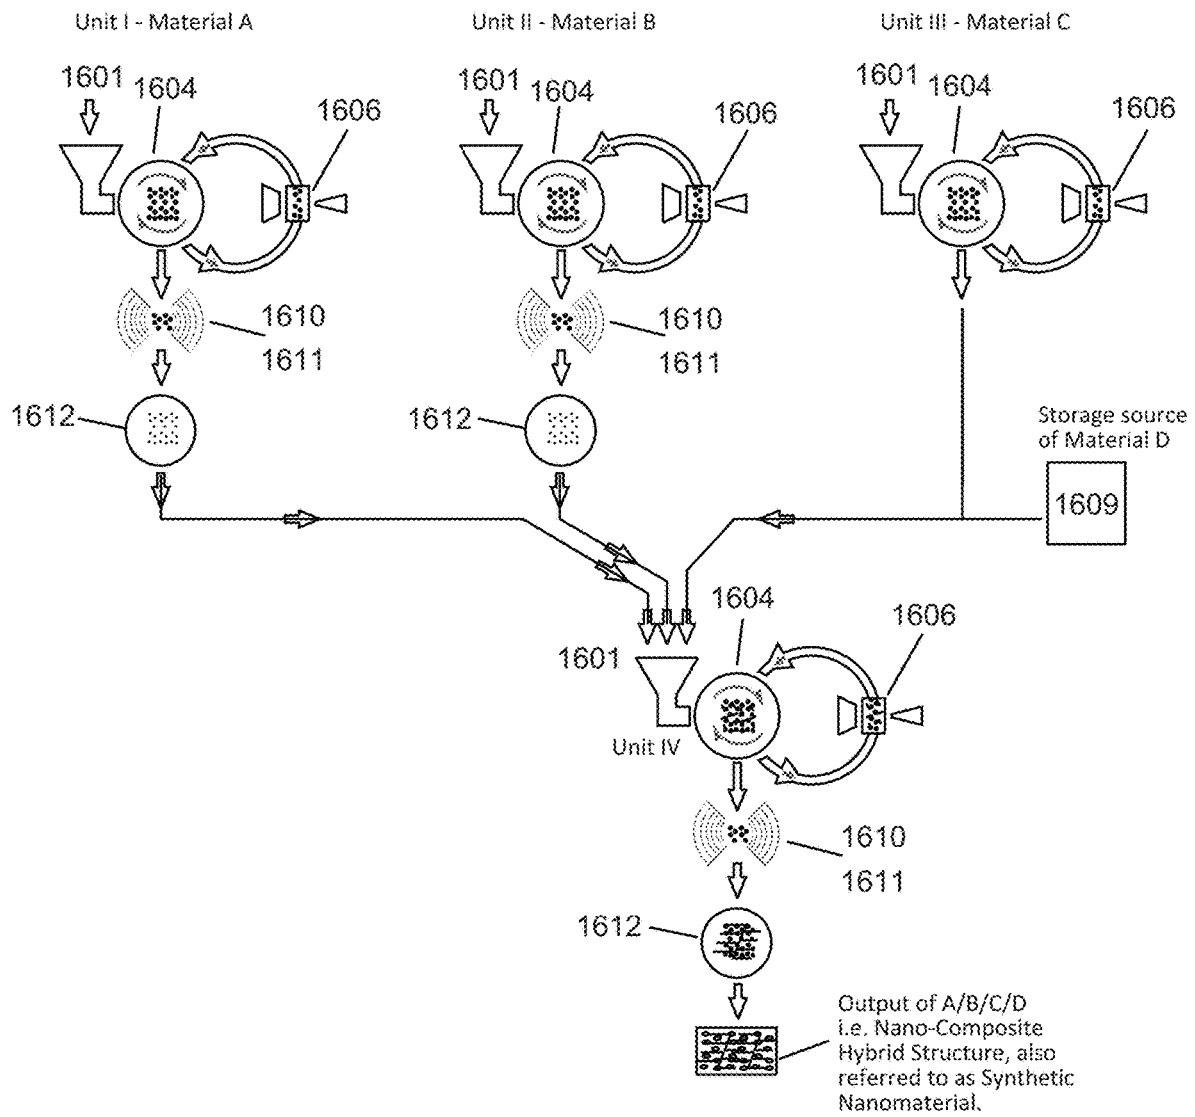 Unit I - Material A
Unit II - Material B
Unit III - Material C
1601
1604
1606
1601
1604
1606
1601
1604
1606
1610
1611
1610
1611
1612
1612
Storage source
of Material D
1609
1604
1606
1601
Unit IV
1610
1611
1612
Output of A/B/C/D
i.e. Nano-Composite
Hybrid Structure, also
referred to as Synthetic
Nanomaterial.